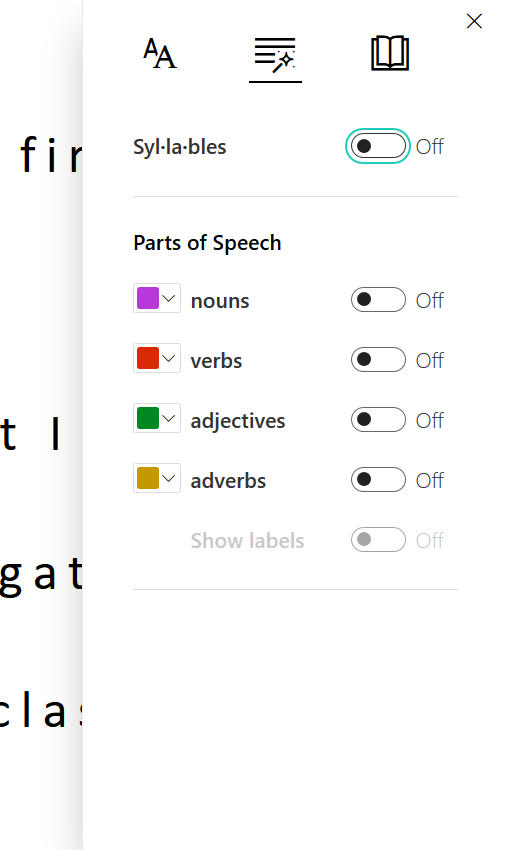 AA
Syl·la·bles Off
Parts of Speech
nouns Off
verbs Off
adjectives Off
adverbs Off
Show labels Off
fir
t I
gat
clas